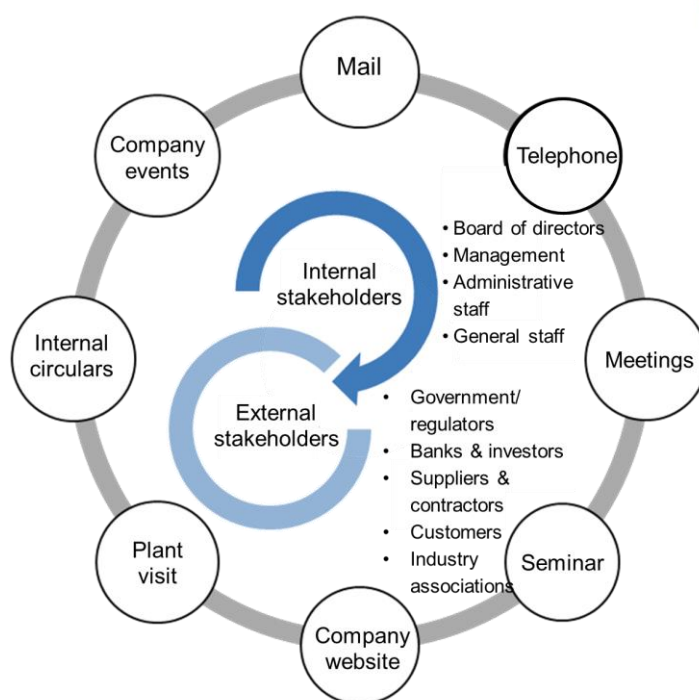 Mail
Company
events
Telephone
• Board of directors
• Management
• Administrative
staff
• General staff
Internal
stakeholders
Internal
circulars
Meetings
External
stakeholders
• Government/
regulators
• Banks & investors
• Suppliers &
contractors
• Customers
• Industry
associations
Plant
visit
Seminar
Company
website